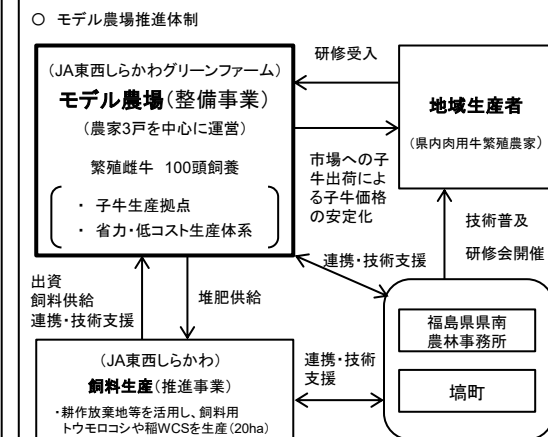 ○ モデル農場推進体制
(JA東西しらかわグリーンファーム)
モデル農場(整備事業)
(農家3戸を中心に運営)
繁殖雌牛 100頭飼養
・ 子牛生産拠点
・ 省力・低コスト生産体系
研修受入
市場への子
牛出荷によ
る子牛価格
の安定化
地域生産者
(県内肉用牛繁殖農家)
技術普及
研修会開催
連携・技術支援
出資
飼料供給
連携・技術支援
堆肥供給
(JA東西しらかわ)
飼料生産(推進事業)
・耕作放棄地等を活用し、飼料用
トウモロコシや稲WCSを生産(20ha)
連携・技術
支援
福島県県南
農林事務所
塙町